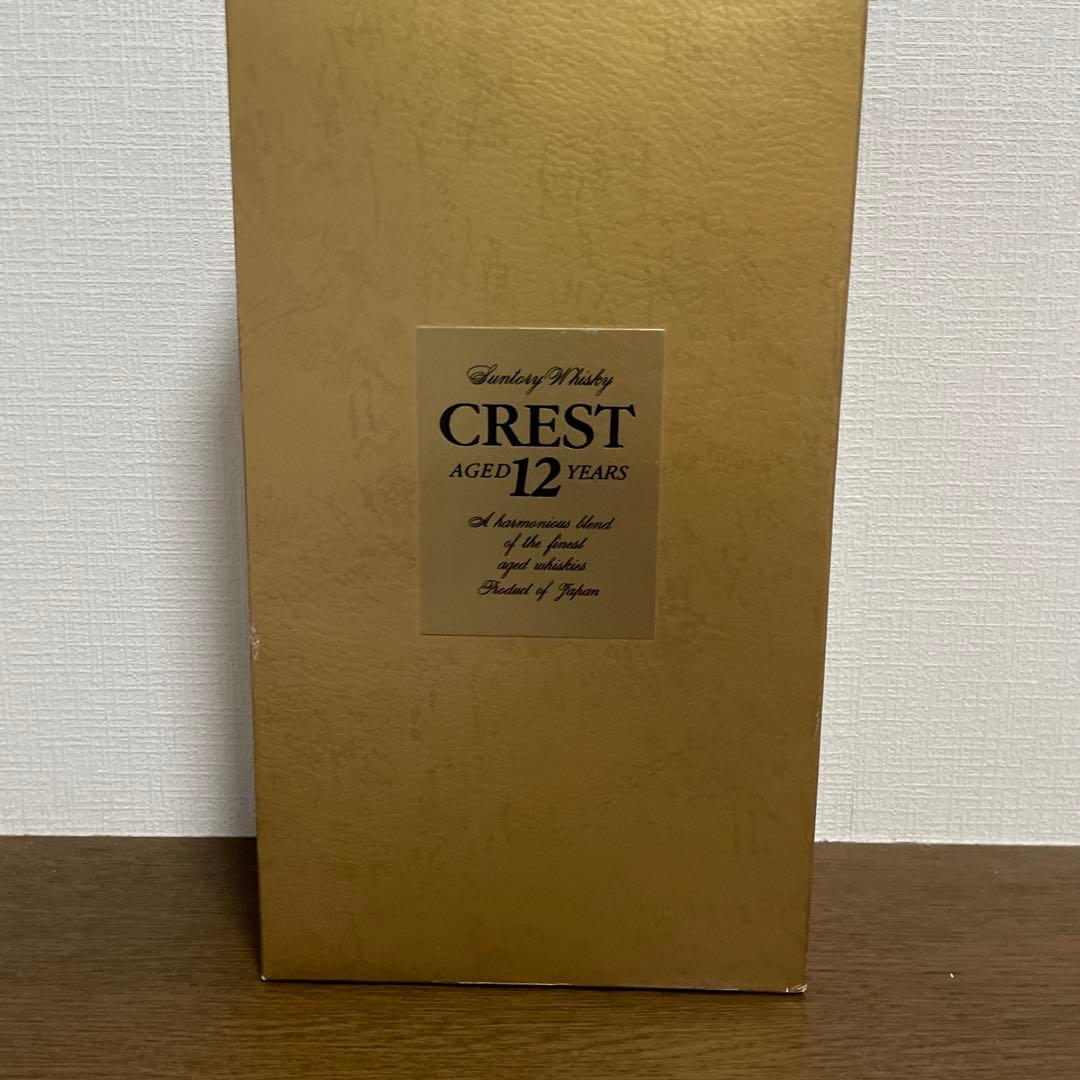 Suntory Whisky
CREST
AGED 12 YEARS
A harmonious blend
of the finest
aged whiskies
Product of Japan